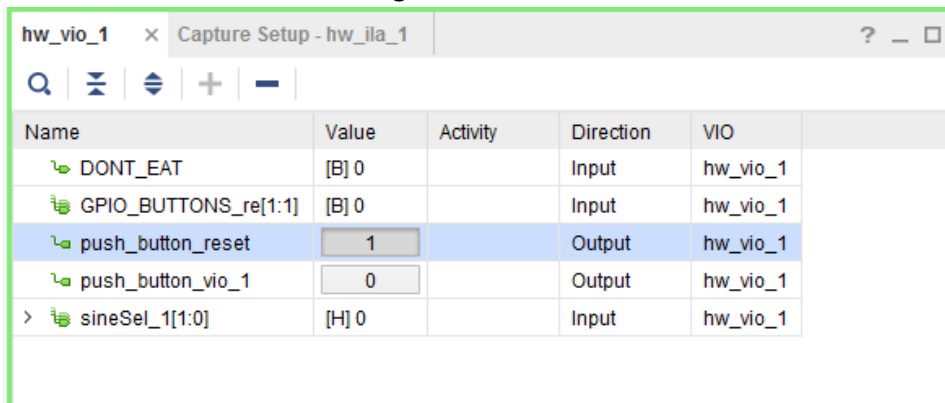 hw_vio_1 × Capture Setup - hw_ila_1 ? _ □
Name Value Activity Direction VIO
DONT_EAT [B] 0 Input hw_vio_1
GPIO_BUTTONS_re[1:1] [B] 0 Input hw_vio_1
push_button_reset 1 Output hw_vio_1
push_button_vio_1 0 Output hw_vio_1
> sineSel_1[1:0] [H] 0 Input hw_vio_1